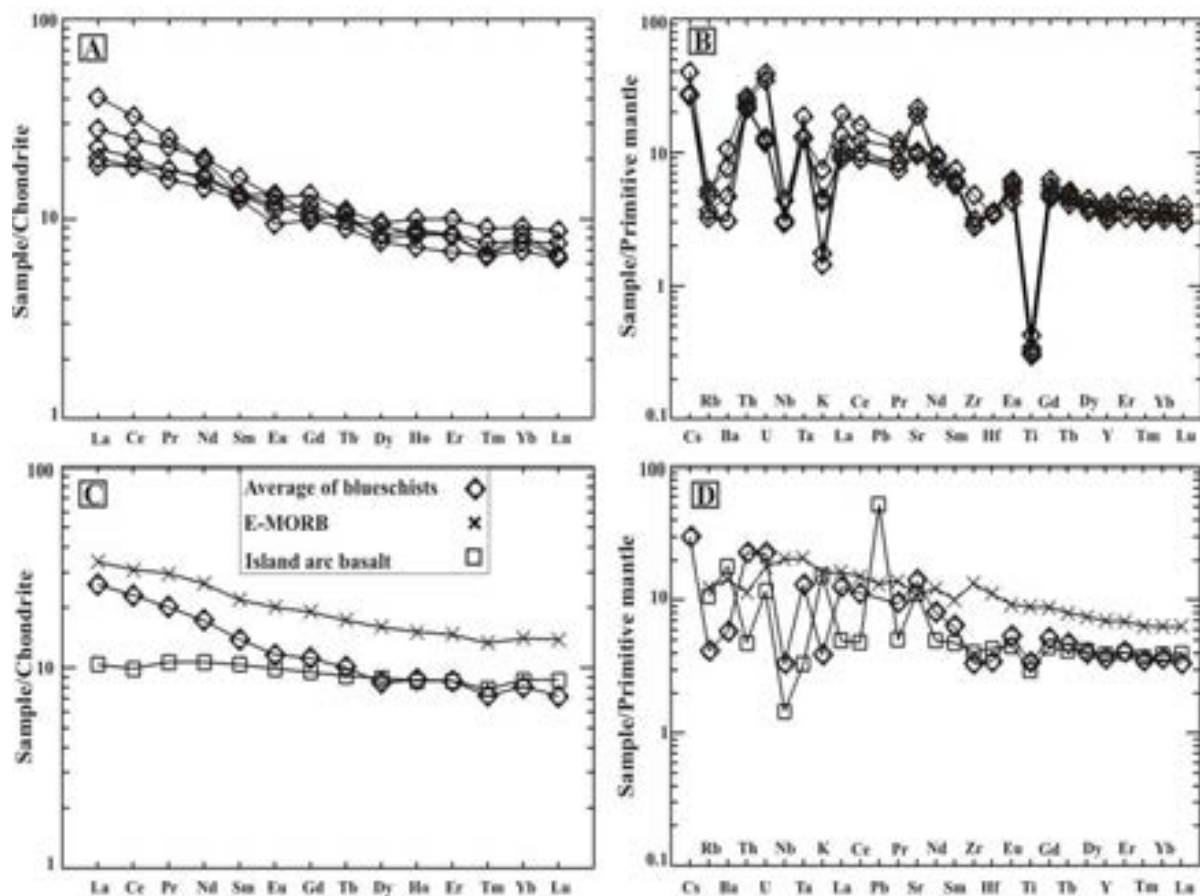 100
10
1
Sample/Chondrite
A
La Ce Pr Nd Sm Eu Gd Tb Dy Ho Er Tm Yb Lu
100
10
1
0.1
Sample/Primitive mantle
B
Rb Ba Th U Nb Ta K La Ce Pb Pr Sr Nd Sm Zr Hf Eu Ti Gd Tb Dy Y Er Tm Yb Lu
Cs
100
10
1
Sample/Chondrite
C
Average of blueschists
E-MORB
Island arc basalt
La Ce Pr Nd Sm Eu Gd Tb Dy Ho Er Tm Yb Lu
100
10
1
0.1
Sample/Primitive mantle
D
Rb Th Nb K Ce Pr Nd Zr Eu Gd Dy Er Yb
Cs Ba U Ta La Pb Sr Sm Hf Ti Tb Y Tm Lu